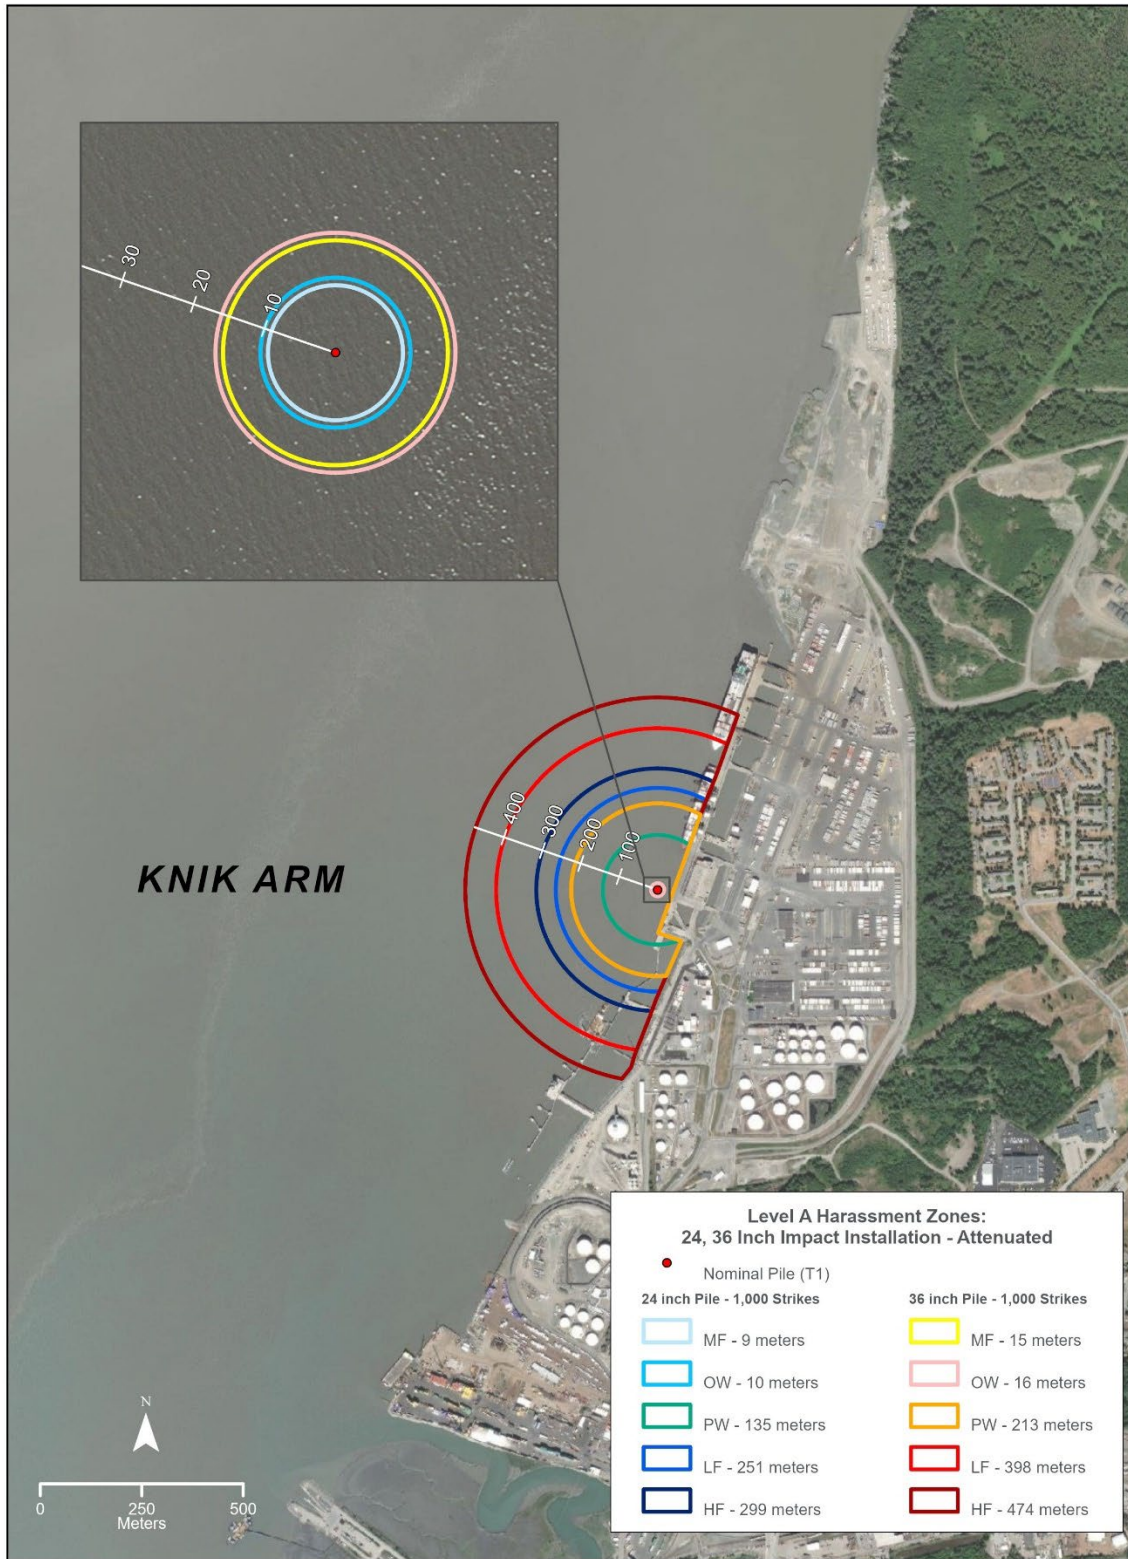 30
20
10
400
300
200
100
KNIK ARM
Level A Harassment Zones:
24, 36 Inch Impact Installation - Attenuated
Nominal Pile (T1)
24 inch Pile - 1,000 Strikes
36 inch Pile - 1,000 Strikes
MF - 9 meters
MF - 15 meters
OW - 10 meters
OW - 16 meters
PW - 135 meters
PW - 213 meters
LF - 251 meters
LF - 398 meters
HF - 299 meters
HF - 474 meters
N
0 250 500
Meters